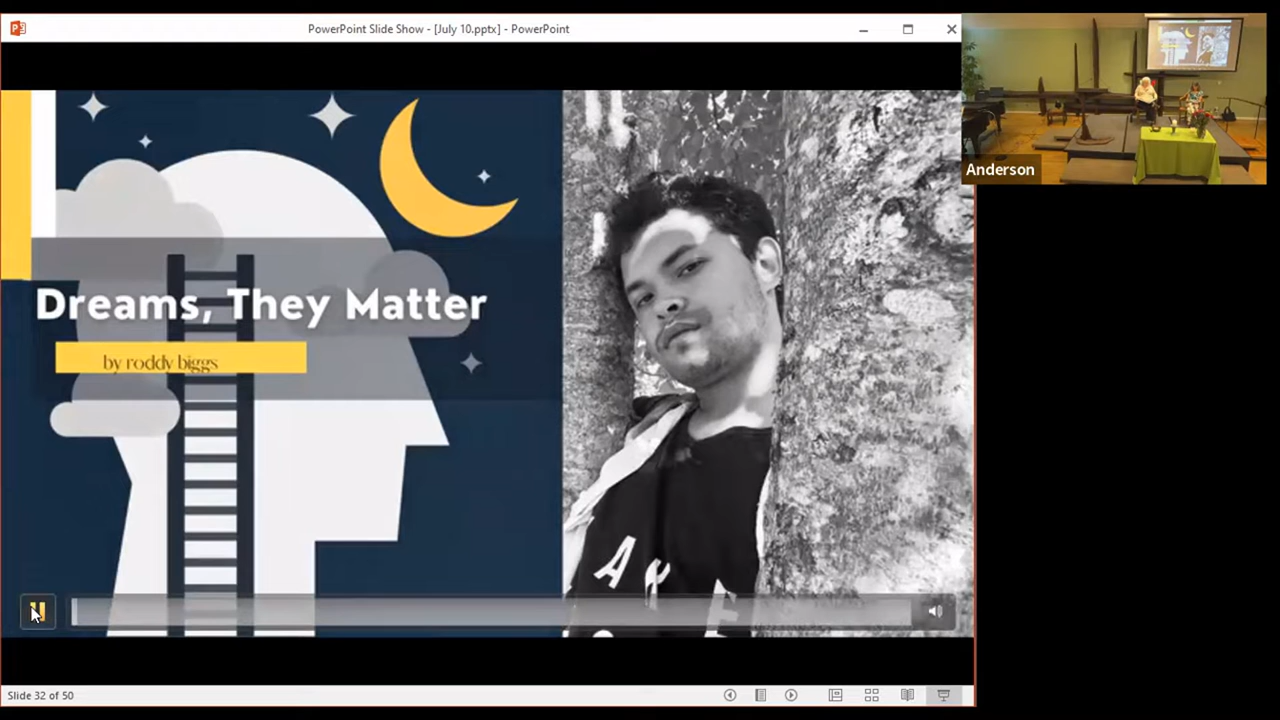 PowerPoint Slide Show - [July 10.pptx] - PowerPoint
Anderson
Dreams, They Matter
by roddy biggs
Slide 32 of 50